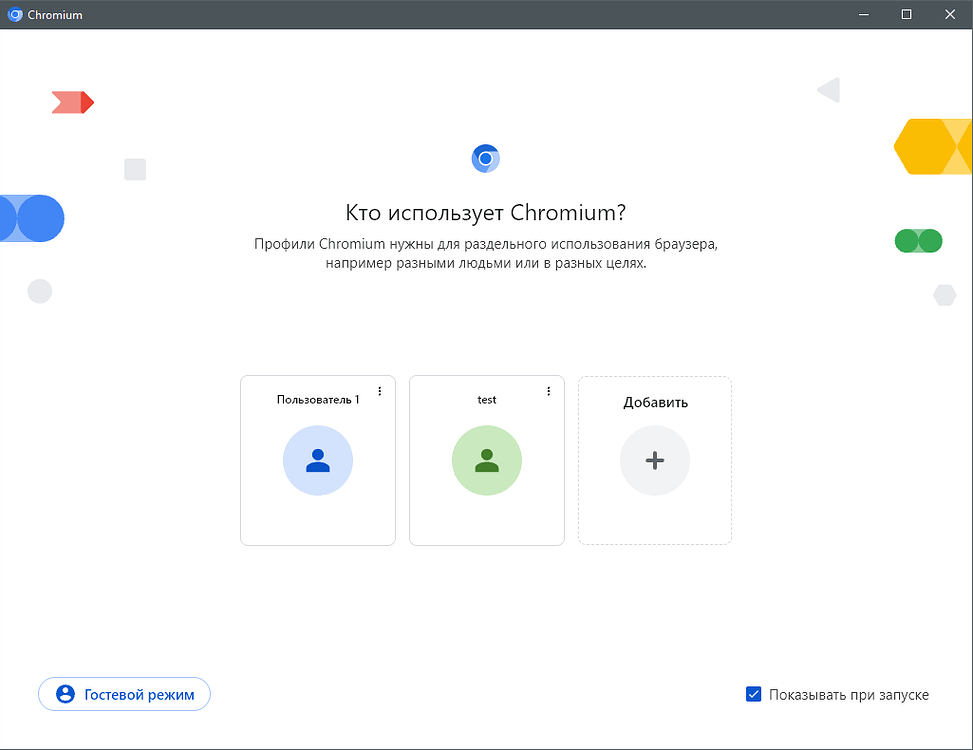 Chromium
Кто использует Chromium?
Профили Chromium нужны для раздельного использования браузера,
например разными людьми или в разных целях.
Пользователь 1
test
Добавить
Гостевой режим
Показывать при запуске